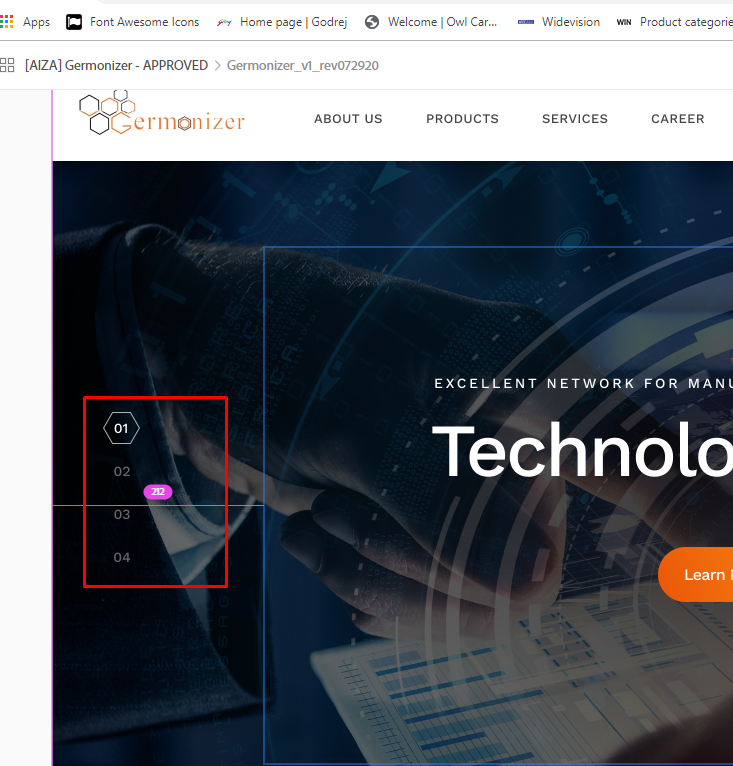 Apps Font Awesome Icons Home page | Godrej Welcome | Owl Car... Widevision WIN Product categorie
[AIZA] Germonizer - APPROVED > Germonizer_v1_rev072920
Germonizer
ABOUT US PRODUCTS SERVICES CAREER
EXCELLENT NETWORK FOR MANU
01
Technolo
02
212
03
04
Learn